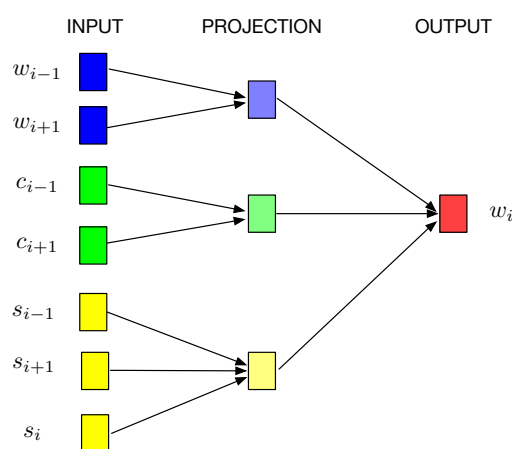 INPUT PROJECTION OUTPUT
w_{i-1}
w_{i+1}
c_{i-1}
w_i
c_{i+1}
s_{i-1}
s_{i+1}
s_i